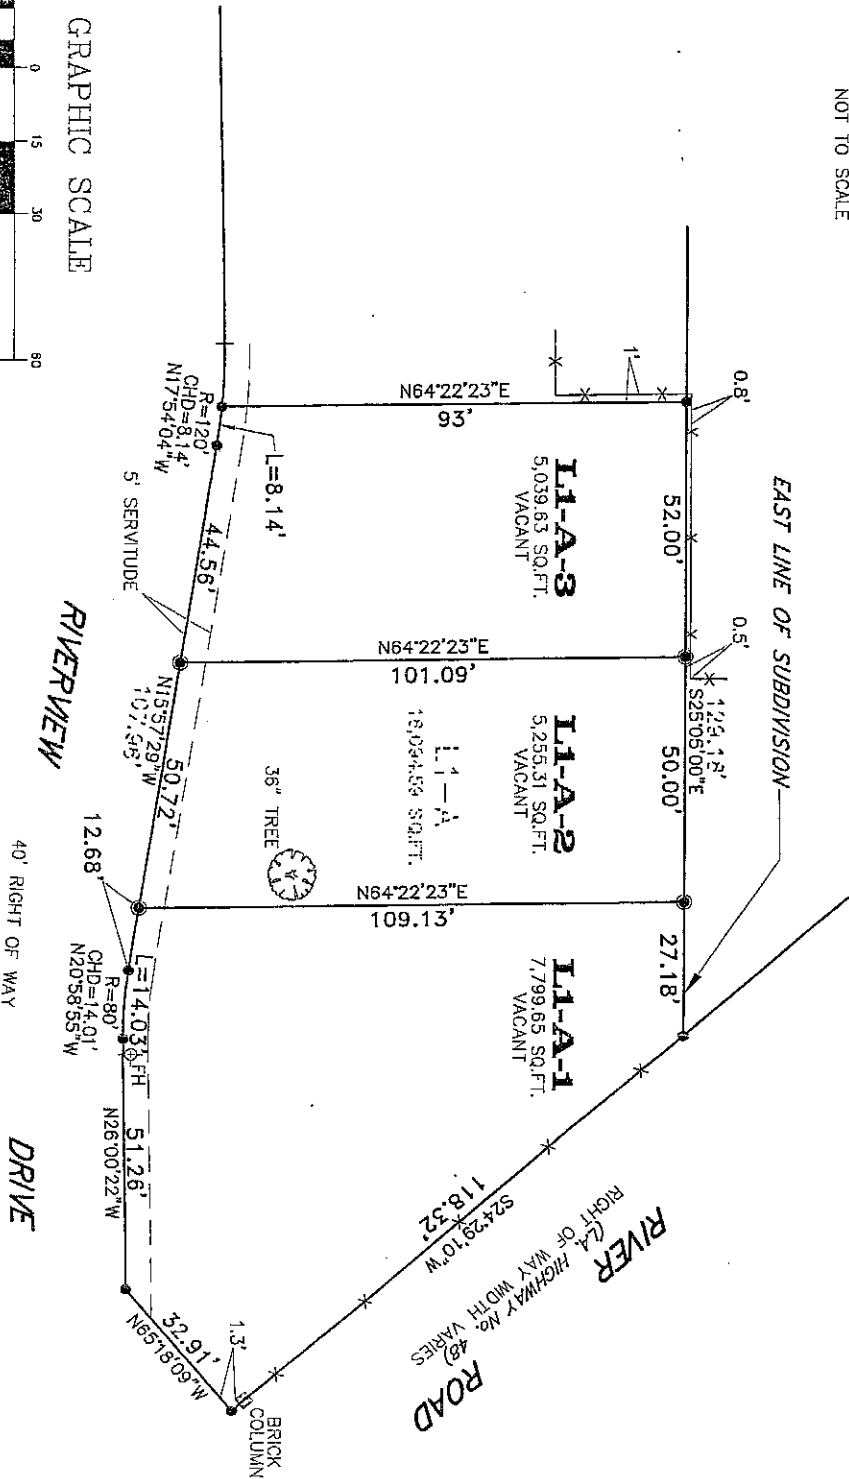 NOT TO SCALE
GRAPHIC SCALE
0 15 30 60
EAST LINE OF SUBDIVISION
0.8'
1'
N64°22'23"E
93'
52.00'
L1-A-3
5,039.63 SQ.FT.
VACANT
L=8.14'
R=120'
CHD=8.14'
N17°54'04"W
44.56'
5' SERVITUDE
0.5'
129.18'
S25°05'00"E
N64°22'23"E
101.09'
50.00'
L1-A-2
5,255.31 SQ.FT.
VACANT
L1-A
18,094.59 SQ.FT.
36" TREE
N15°57'29"W
107.96'
50.72'
RIVERVIEW
DRIVE
40' RIGHT OF WAY
12.68'
N64°22'23"E
109.13'
27.18'
L1-A-1
7,799.65 SQ.FT.
VACANT
L=14.03'
R=80'
CHD=14.01'
N20°58'55"W
FH
51.26'
N26°00'22"W
32.91'
N65°18'09"W
1.3'
BRICK
COLUMN
118.32'
S24°29'10"W
RIVER ROAD
(LA. HIGHWAY No. 48)
RIGHT OF WAY WIDTH VARIES